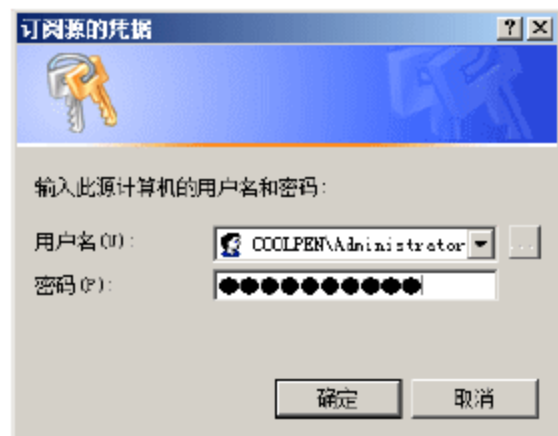 订阅源的凭据
输入此源计算机的用户名和密码:
用户名(U): COOLPEN\Administrator ...
密码(P): ●●●●●●●●●●
确定 取消